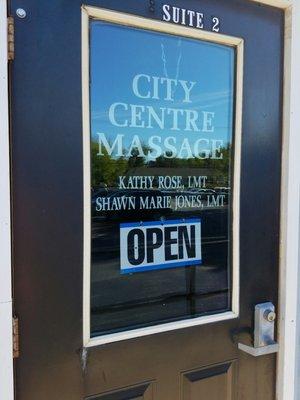 SUITE 2
CITY
CENTRE
MASSAGE
KATHY ROSE, LMT
SHAWN MARIE JONES, LMT
OPEN